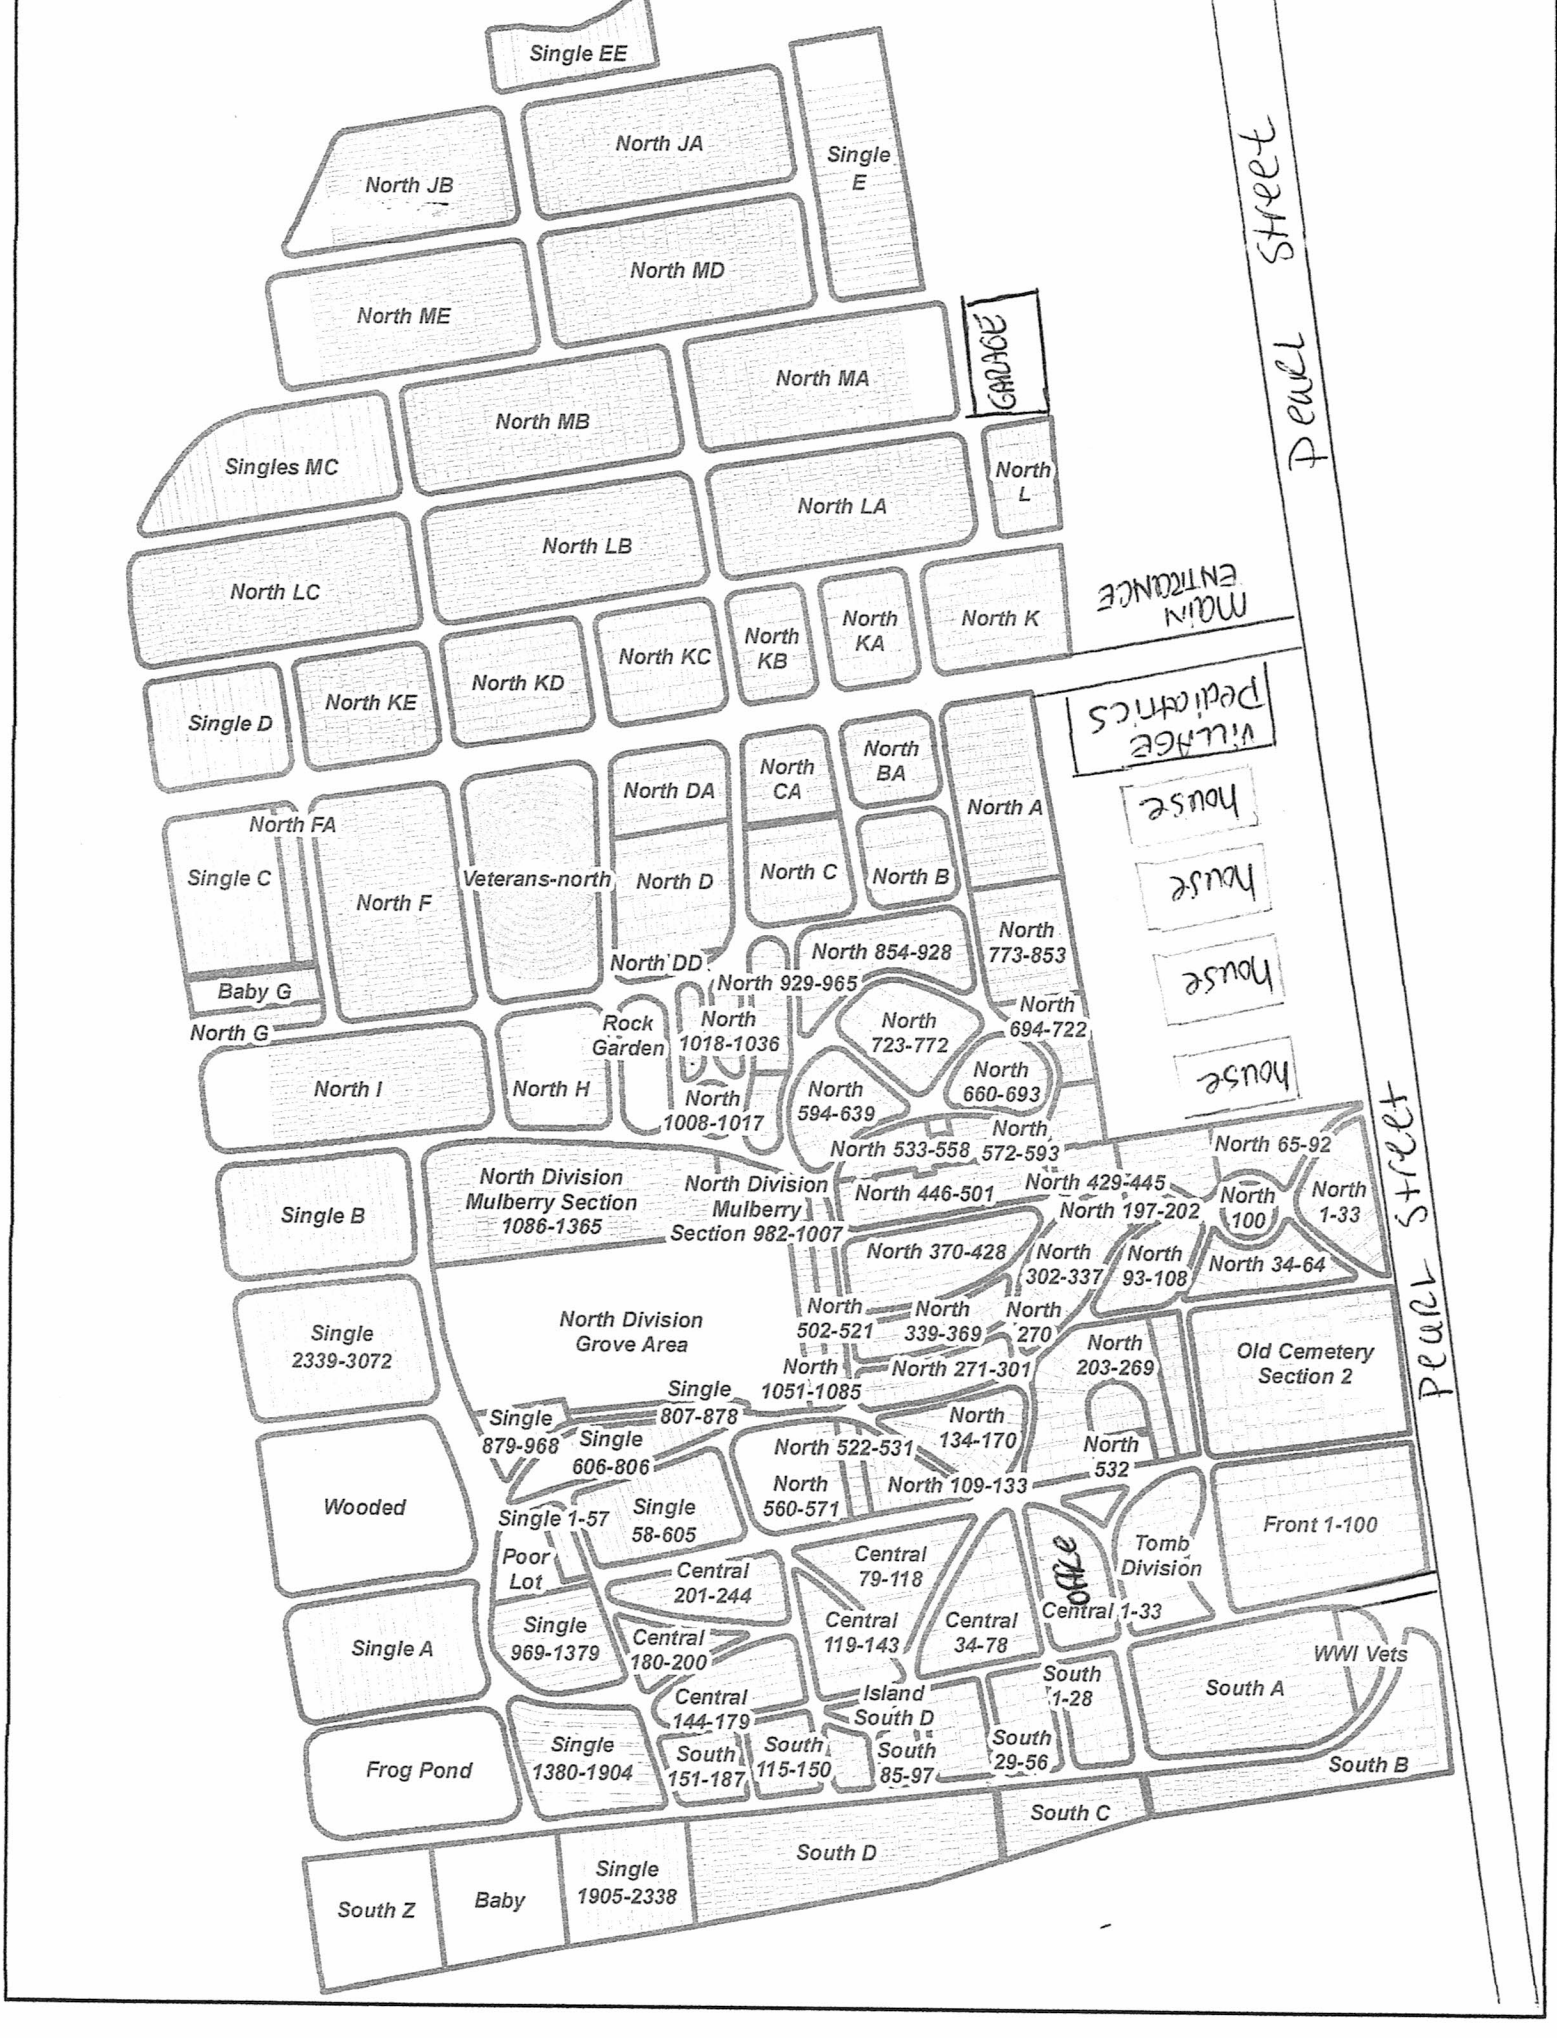 Single EE
North JA
North JB
Single
E
North MD
North ME
GARAGE
Pearl Street
North MA
North MB
Singles MC
North
L
North LA
North LB
North LC
MAIN
ENTRANCE
North K
North
KA
North
KB
North KC
North KD
North KE
Single D
VILLAGE
Pediatrics
North
BA
North
CA
North DA
North A
house
North FA
Single C
North F
Veterans-north
North D
North C
North B
house
North
773-853
North 854-928
North DD
North 929-965
house
Baby G
North G
Rock
Garden
North
1018-1036
North
723-772
North
694-722
North I
North H
North
1008-1017
North
594-639
North
660-693
house
North 533-558
North
572-593
North 65-92
Pearl Street
North Division
Mulberry Section
1086-1365
North Division
Mulberry
Section 982-1007
North 446-501
North 429-445
North 197-202
North
100
North
1-33
Single B
North 370-428
North
302-337
North
93-108
North 34-64
North Division
Grove Area
North
502-521
North
339-369
North
270
North
203-269
Old Cemetery
Section 2
Single
2339-3072
North
1051-1085
North 271-301
Single
807-878
Single
879-968
Single
606-806
North 522-531
North
134-170
North
532
Wooded
Single 1-57
Single
58-605
North
560-571
North 109-133
Front 1-100
Poor
Lot
Central
201-244
Central
79-118
OFFICE
Tomb
Division
Single A
Single
969-1379
Central
180-200
Central
119-143
Central
34-78
Central 1-33
WWI Vets
Central
144-179
Island
South D
South
1-28
South A
Frog Pond
Single
1380-1904
South
151-187
South
115-150
South
85-97
South
29-56
South B
South C
South D
Single
1905-2338
Baby
South Z